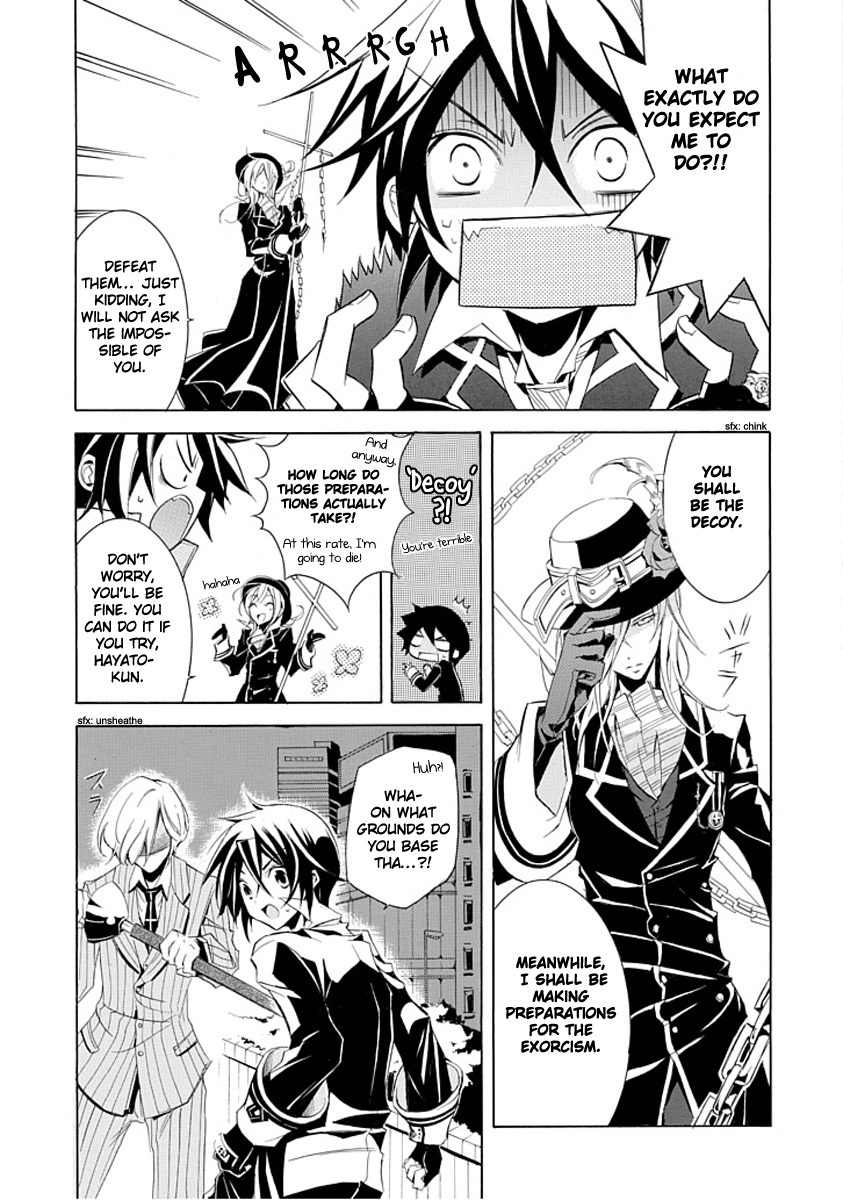 WHAT
EXACTLY DO
YOU EXPECT
ME TO
DO?!!
ARRRGH
DEFEAT
THEM... JUST
KIDDING, I
WILL NOT ASK
THE IMPOS-
SIBLE OF
YOU.
sfx: chink
YOU
SHALL
BE THE
DECOY.
MEANWHILE,
I SHALL BE
MAKING
PREPARATIONS
FOR THE
EXORCISM.
'Decoy'
?!
You're terrible
And
anyway,
HOW LONG DO
THOSE PREPARA-
TIONS ACTUALLY
TAKE?!
At this rate, I'm
going to die!
hahaha
DON'T
WORRY,
YOU'LL BE
FINE. YOU
CAN DO IT IF
YOU TRY,
HAYATO-
KUN.
sfx: unsheathe
Huh?!
WHA-
ON WHAT
GROUNDS DO
YOU BASE
THA...?!